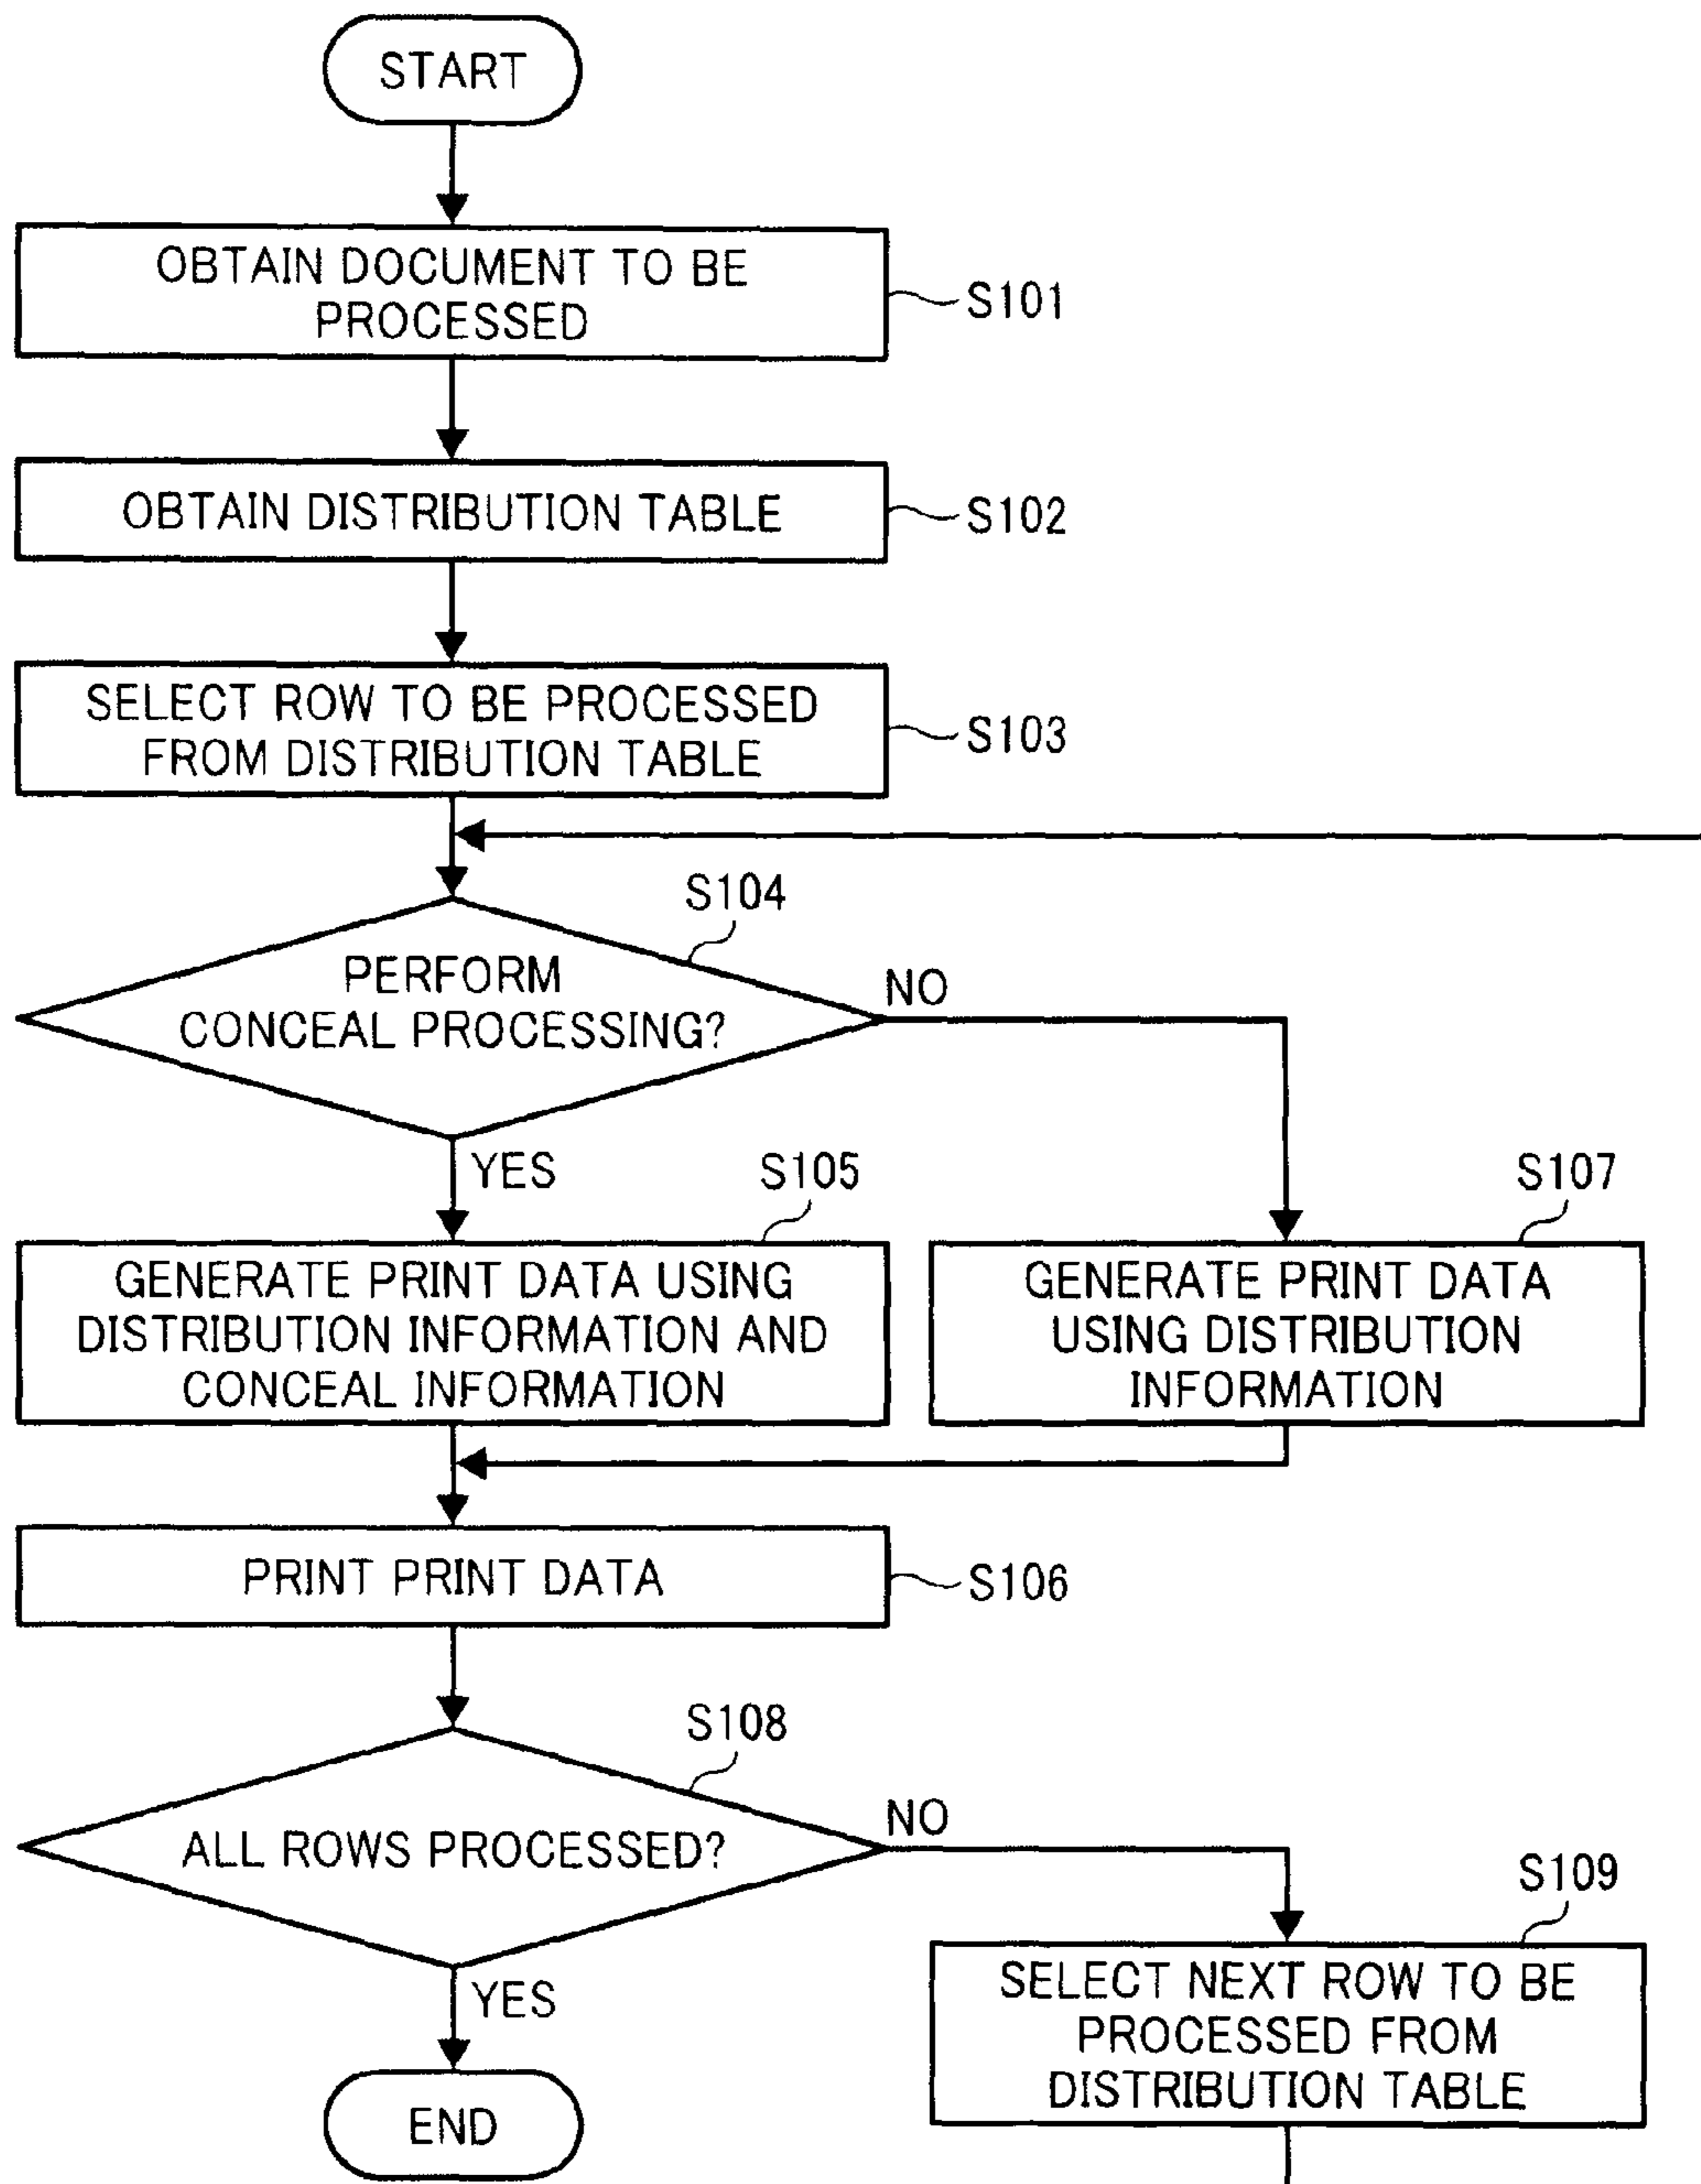 START
OBTAIN DOCUMENT TO BE
PROCESSED
S101
OBTAIN DISTRIBUTION TABLE
S102
SELECT ROW TO BE PROCESSED
FROM DISTRIBUTION TABLE
S103
S104
PERFORM
CONCEAL PROCESSING?
NO
YES
S105
GENERATE PRINT DATA USING
DISTRIBUTION INFORMATION AND
CONCEAL INFORMATION
S107
GENERATE PRINT DATA
USING DISTRIBUTION
INFORMATION
PRINT PRINT DATA
S106
S108
ALL ROWS PROCESSED?
NO
YES
S109
SELECT NEXT ROW TO BE
PROCESSED FROM
DISTRIBUTION TABLE
END